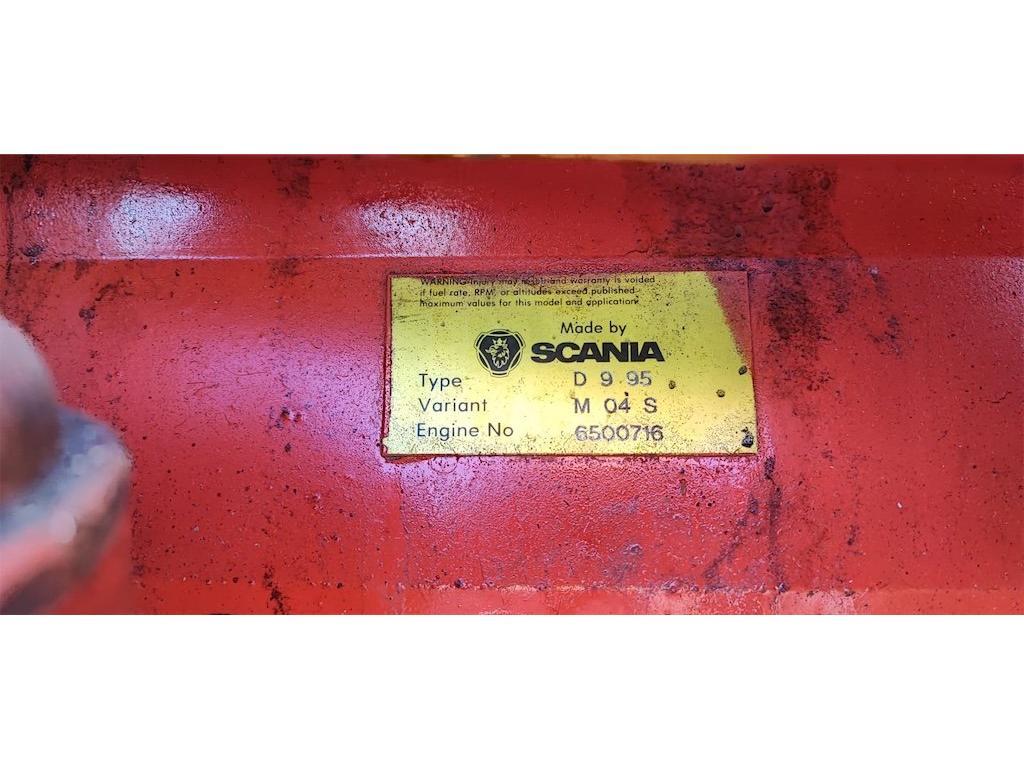 WARNING-Injury may result and warranty is voided
if fuel rate, RPM, or altitudes exceed published
maximum values for this model and application.
Made by
SCANIA
Type D 9 95
Variant M 04 S
Engine No 6500716